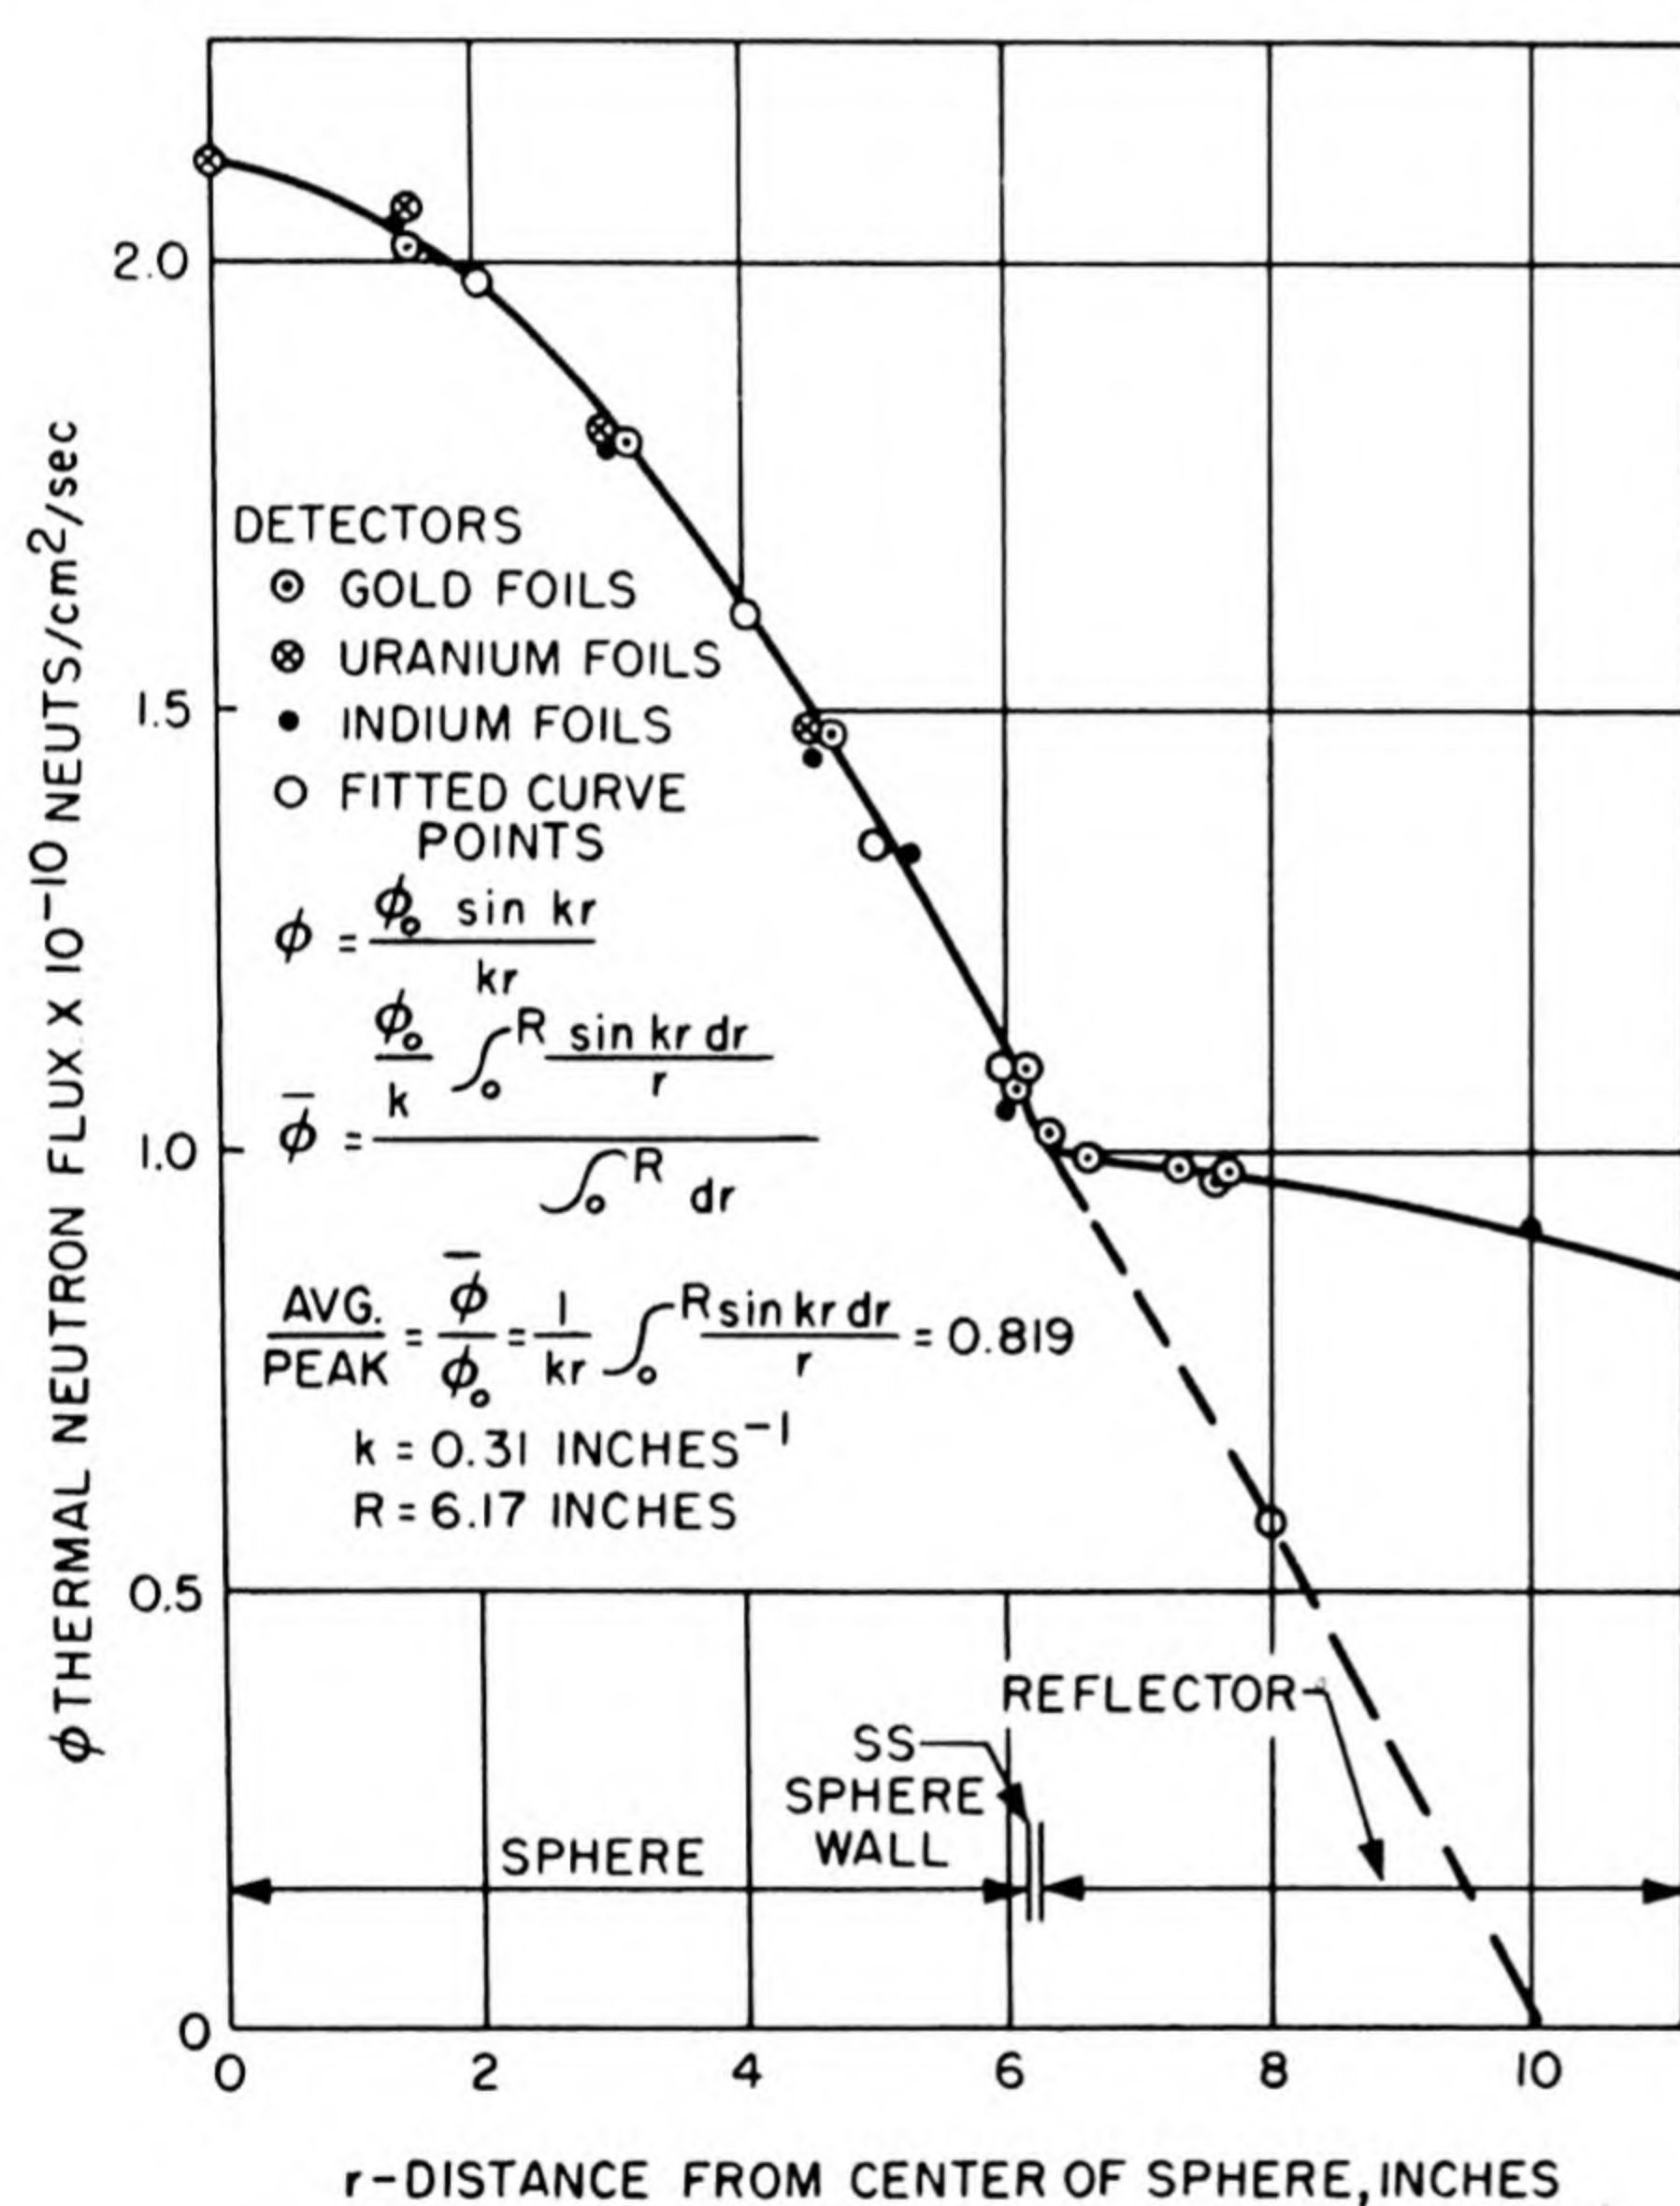 φ THERMAL NEUTRON FLUX X 10⁻¹⁰ NEUTS/cm²/sec
2.0
1.5
1.0
0.5
0
DETECTORS
⊙ GOLD FOILS
⊗ URANIUM FOILS
● INDIUM FOILS
○ FITTED CURVE
POINTS
φ = φ₀ sin kr / kr
φ̅ = φ₀/k ∫₀ᴿ sin kr dr / r / ∫₀ᴿ dr
AVG. / PEAK = φ̅ / φ₀ = 1/kr ∫₀ᴿ sin kr dr / r = 0.819
k = 0.31 INCHES⁻¹
R = 6.17 INCHES
REFLECTOR
SS
SPHERE
WALL
SPHERE
0 2 4 6 8 10
r-DISTANCE FROM CENTER OF SPHERE, INCHES